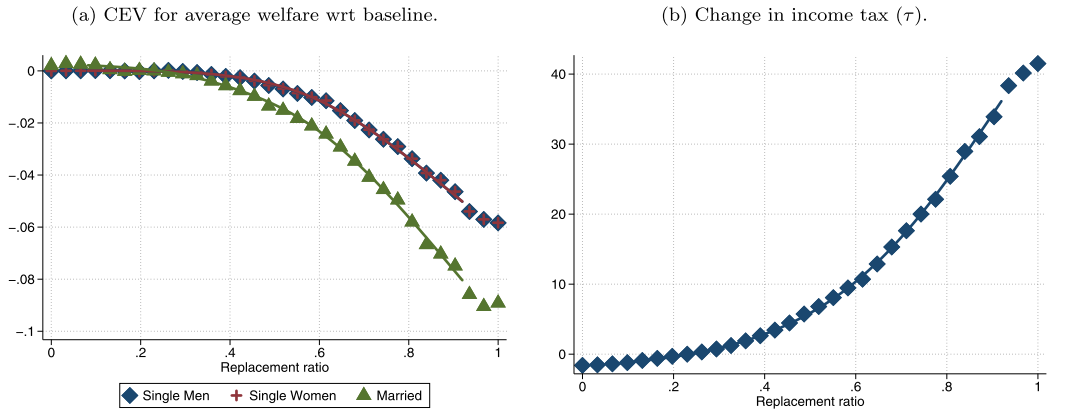 (a) CEV for average welfare wrt baseline.
0
−.02
−.04
−.06
−.08
−.1
0 .2 .4 .6 .8 1
Replacement ratio
Single Men Single Women Married
(b) Change in income tax (τ).
40
30
20
10
0
0 .2 .4 .6 .8 1
Replacement ratio